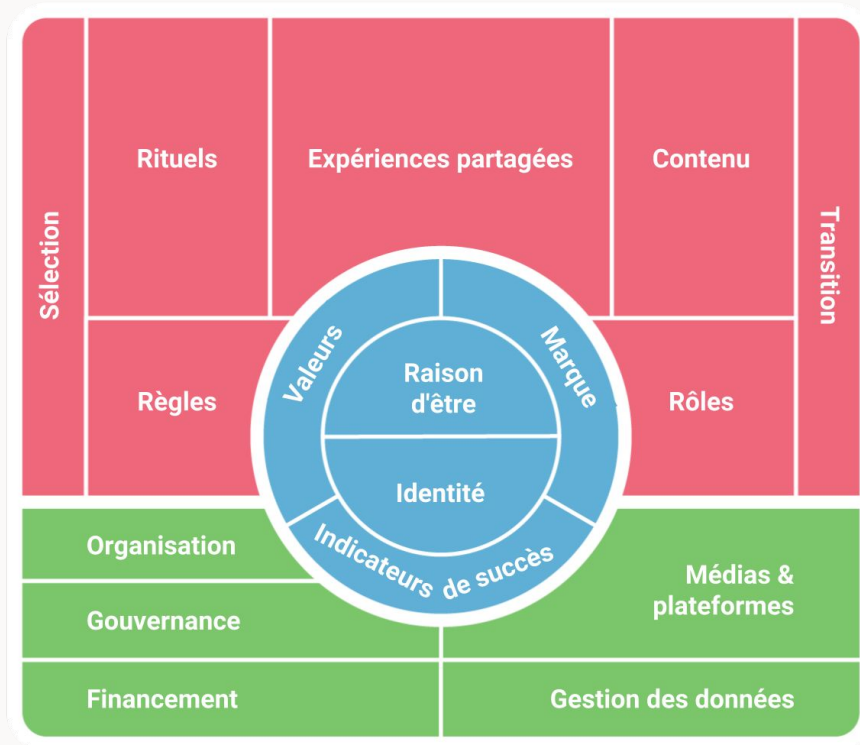 Sélection
Rituels
Expériences partagées
Contenu
Transition
Règles
Valeurs
Marque
Raison
d'être
Rôles
Identité
Indicateurs de succès
Organisation
Gouvernance
Financement
Médias &
plateformes
Gestion des données